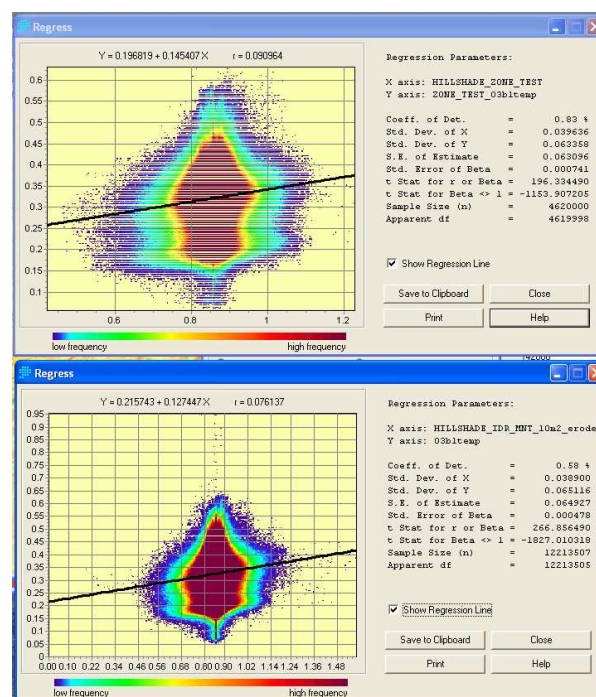 Regress
Y = 0.196819 + 0.145407 X r = 0.090964
0.6
0.55
0.5
0.45
0.4
0.35
0.3
0.25
0.2
0.15
0.1
0.6 0.8 1 1.2
low frequency high frequency
Regression Parameters:
X axis: HILLSHADE_ZONE_TEST
Y axis: ZONE_TEST_03bltemp
Coeff. of Det. = 0.83 %
Std. Dev. of X = 0.039636
Std. Dev. of Y = 0.063358
S.E. of Estimate = 0.063096
Std. Error of Beta = 0.000741
t Stat for r or Beta = 196.334490
t Stat for Beta <> 1 = -1153.907205
Sample Size (n) = 4620000
Apparent df = 4619998
Show Regression Line
Save to Clipboard Close
Print Help
Regress
Y = 0.215743 + 0.127447 X r = 0.076137
0.95
0.9
0.85
0.8
0.75
0.7
0.65
0.6
0.55
0.5
0.45
0.4
0.35
0.3
0.25
0.2
0.15
0.1
0.05
0
0.00 0.10 0.22 0.34 0.46 0.56 0.68 0.80 0.90 1.02 1.14 1.24 1.36 1.48
low frequency high frequency
Regression Parameters:
X axis: HILLSHADE_IDR_MNT_10m2_erode
Y axis: 03bltemp
Coeff. of Det. = 0.58 %
Std. Dev. of X = 0.038900
Std. Dev. of Y = 0.065116
S.E. of Estimate = 0.064927
Std. Error of Beta = 0.000478
t Stat for r or Beta = 266.856490
t Stat for Beta <> 1 = -1827.010318
Sample Size (n) = 12213507
Apparent df = 12213505
Show Regression Line
Save to Clipboard Close
Print Help